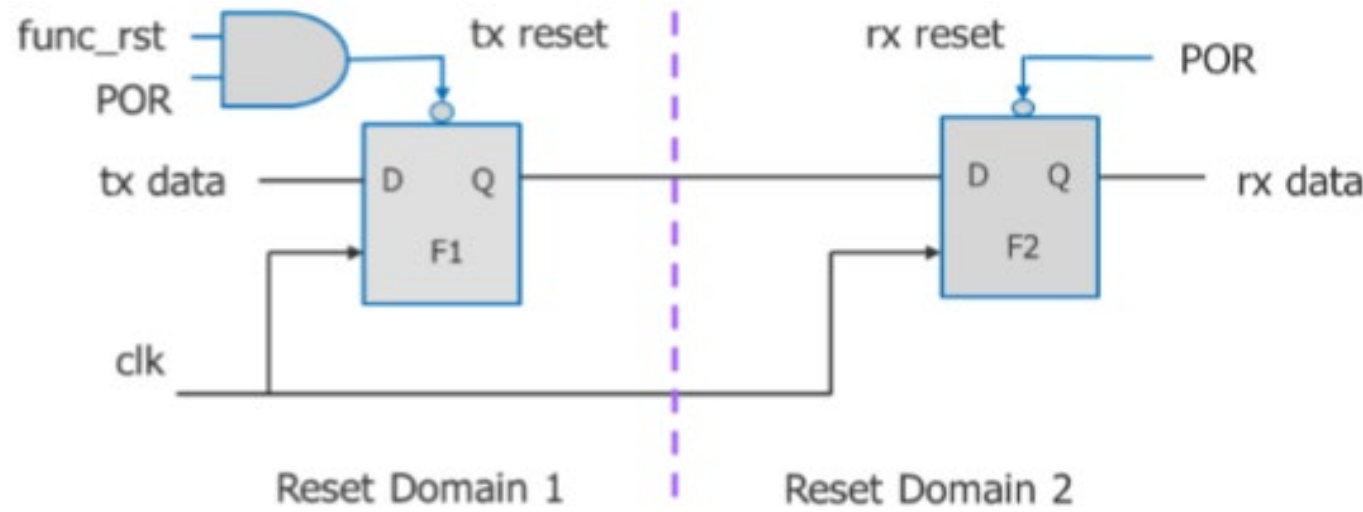 func_rst
tx reset
rx reset
POR
POR
tx data
D
Q
D
Q
rx data
F1
F2
clk
Reset Domain 1
Reset Domain 2